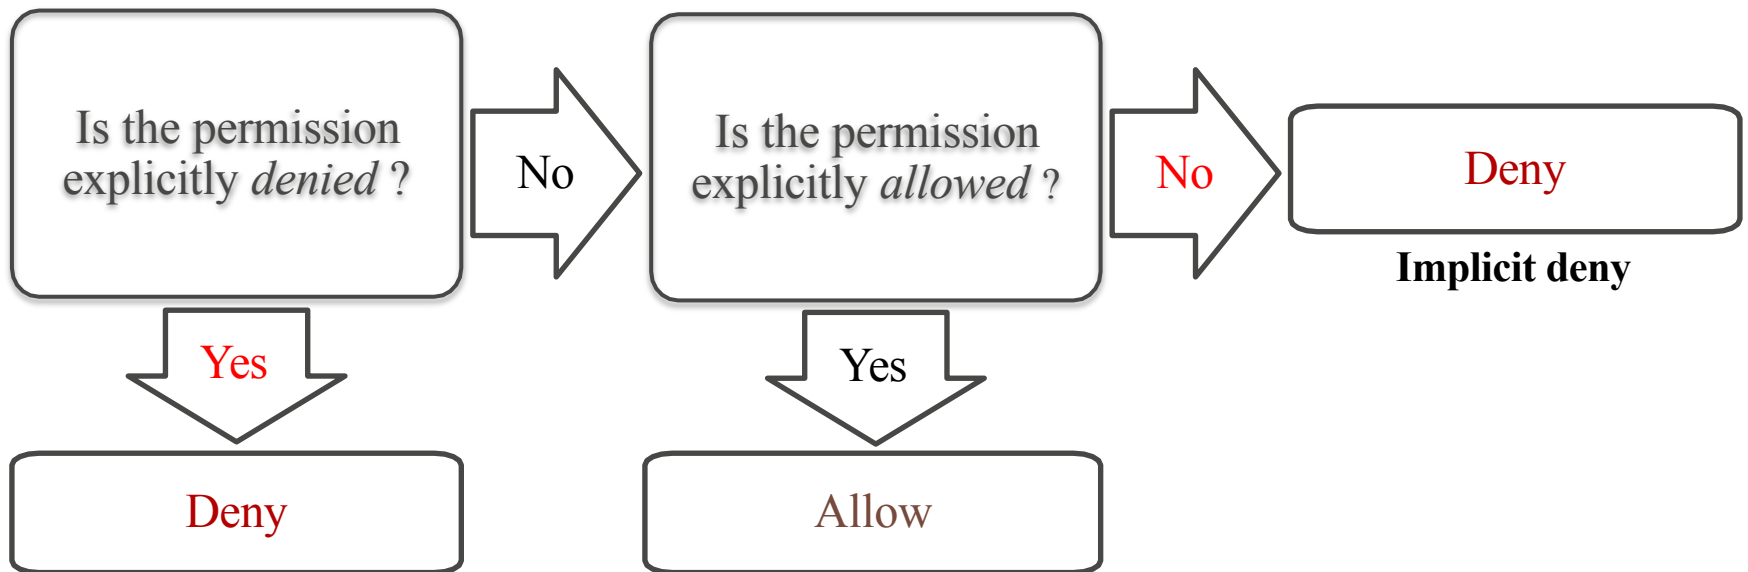 Is the permission
explicitly denied ?
No
Is the permission
explicitly allowed ?
No
Deny
Implicit deny
Yes
Yes
Deny
Allow